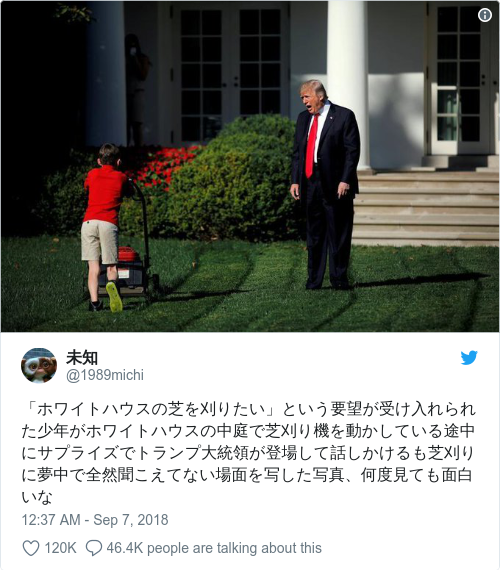 未知
@1989michi
「ホワイトハウスの芝を刈りたい」という要望が受け入れられ
た少年がホワイトハウスの中庭で芝刈り機を動かしている途中
にサプライズでトランプ大統領が登場して話しかけるも芝刈り
に夢中で全然聞こえてない場面を写した写真、何度見ても面白
いな
12:37 AM - Sep 7, 2018
120K 46.4K people are talking about this